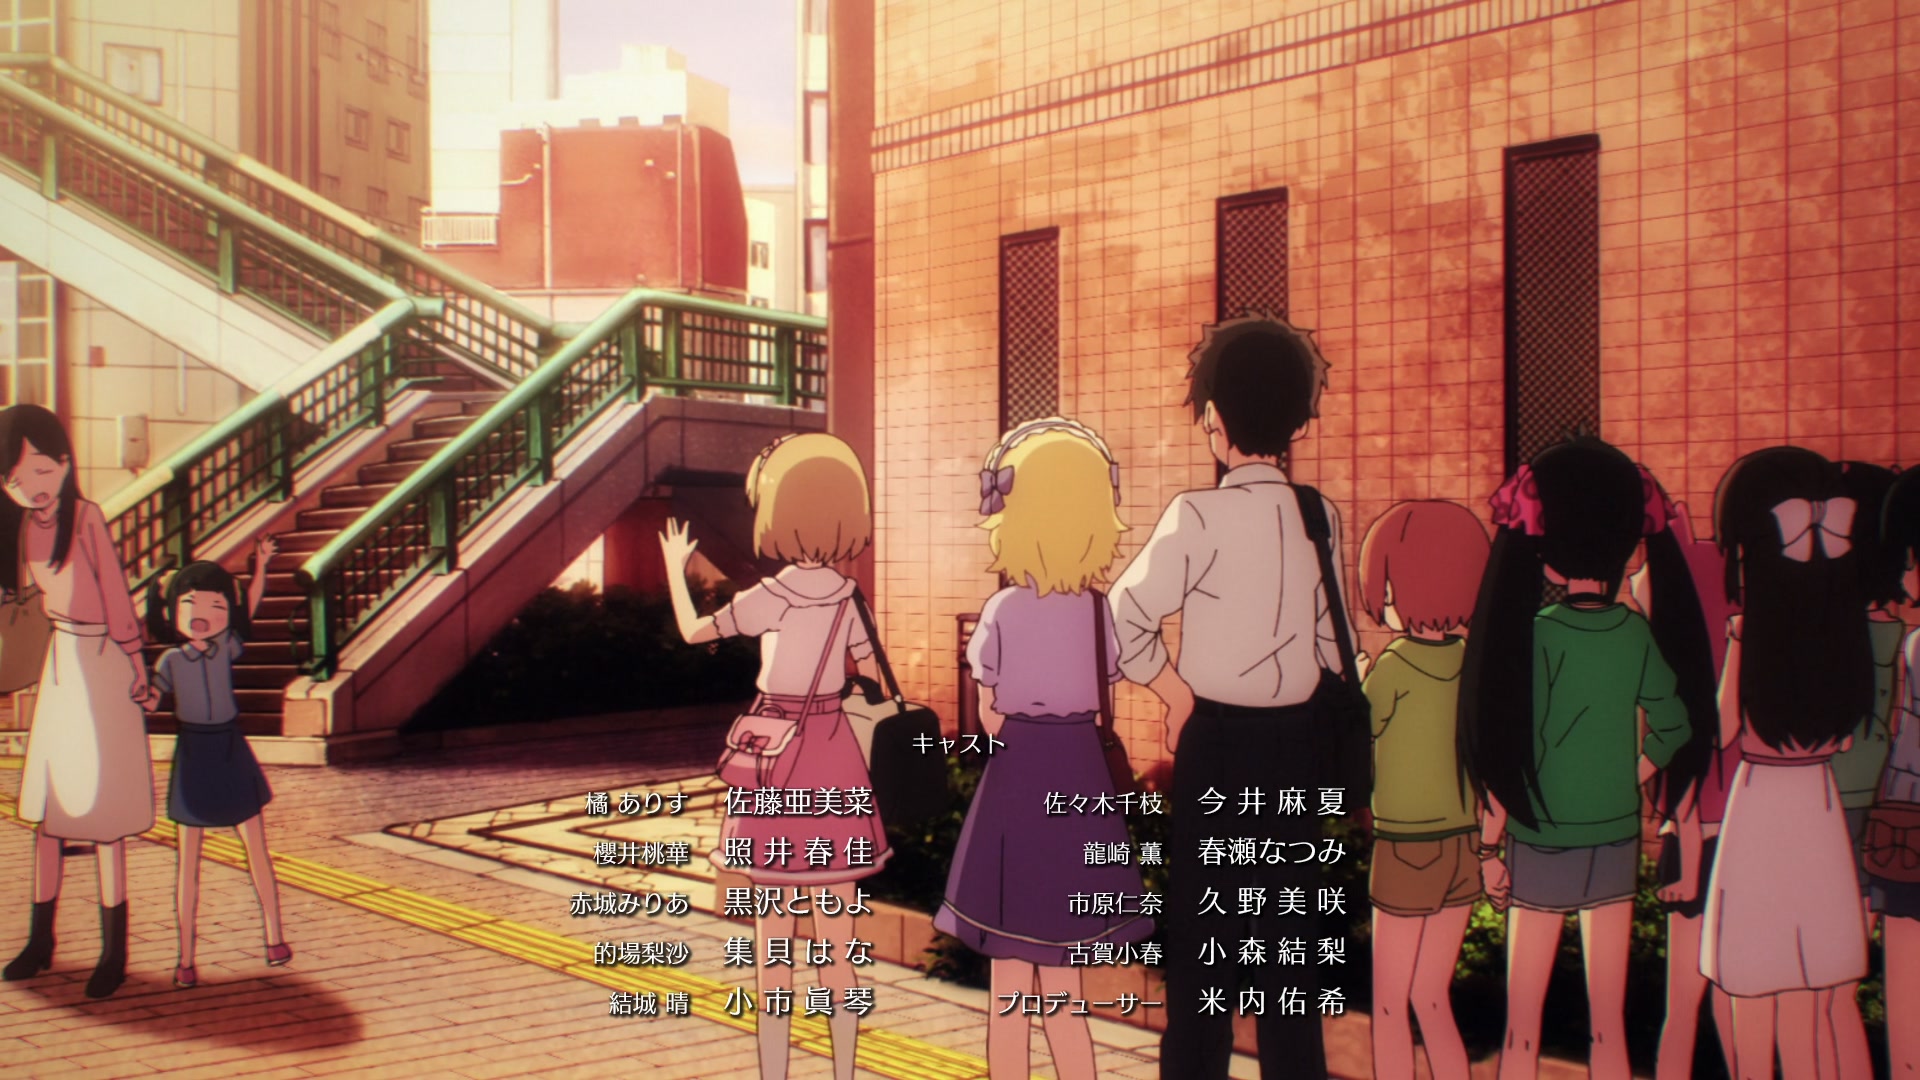 キャスト
橘 ありす 佐藤亜美菜
櫻井桃華 照井春佳
赤城みりあ 黒沢ともよ
的場梨沙 集貝はな
結城 晴 小市眞琴
佐々木千枝 今井麻夏
龍崎 薫 春瀬なつみ
市原仁奈 久野美咲
古賀小春 小森結梨
プロデューサー 米内佑希